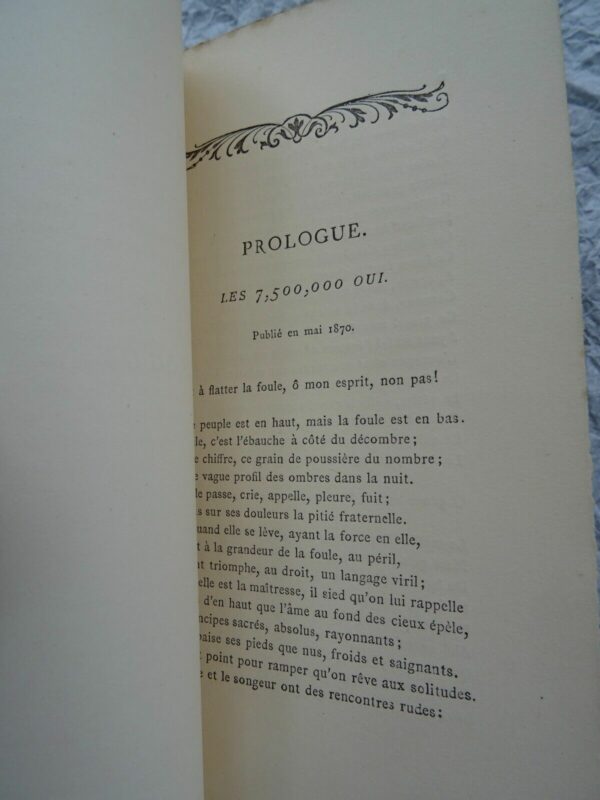 PROLOGUE.
LES 7,500,000 OUI.
Publié en mai 1870.
à flatter la foule, ô mon esprit, non pas!
peuple est en haut, mais la foule est en bas.
le, c'est l'ébauche à côté du décombre;
chiffre, ce grain de poussière du nombre;
vague profil des ombres dans la nuit.
le passe, crie, appelle, pleure, fuit;
s sur ses douleurs la pitié fraternelle.
uand elle se lève, ayant la force en elle,
t à la grandeur de la foule, au péril,
nt triomphe, au droit, un langage viril;
elle est la maîtresse, il sied qu'on lui rappelle
d'en haut que l'âme au fond des cieux épèle,
ncipes sacrés, absolus, rayonnants;
baise ses pieds que nus, froids et saignants.
point pour ramper qu'on rêve aux solitudes.
e et le songeur ont des rencontres rudes: